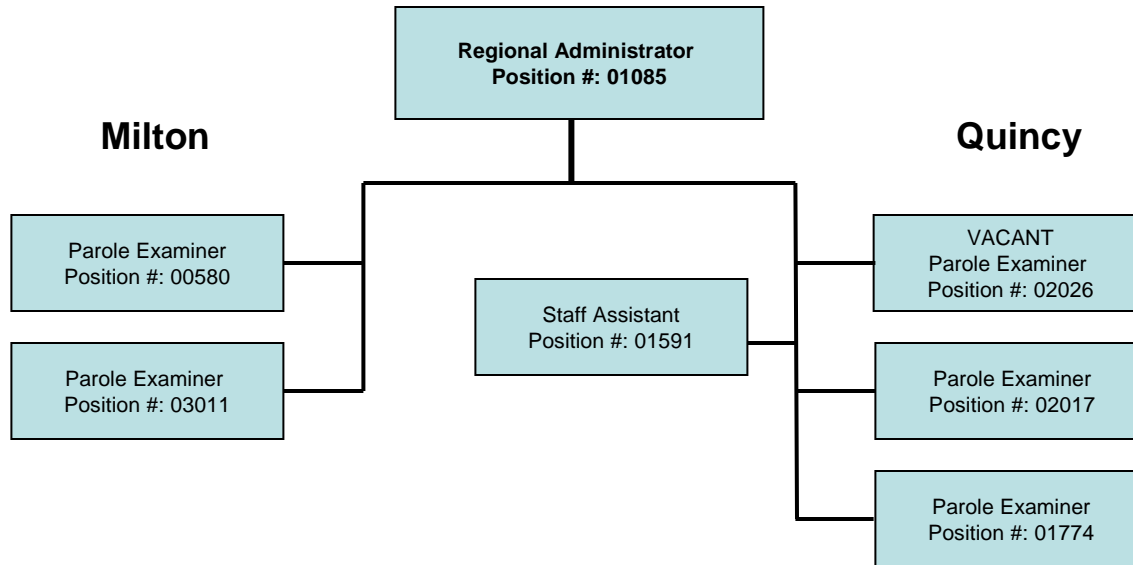 Regional Administrator
Position #: 01085
Milton
Quincy
Parole Examiner
Position #: 00580
VACANT
Parole Examiner
Position #: 02026
Staff Assistant
Position #: 01591
Parole Examiner
Position #: 03011
Parole Examiner
Position #: 02017
Parole Examiner
Position #: 01774